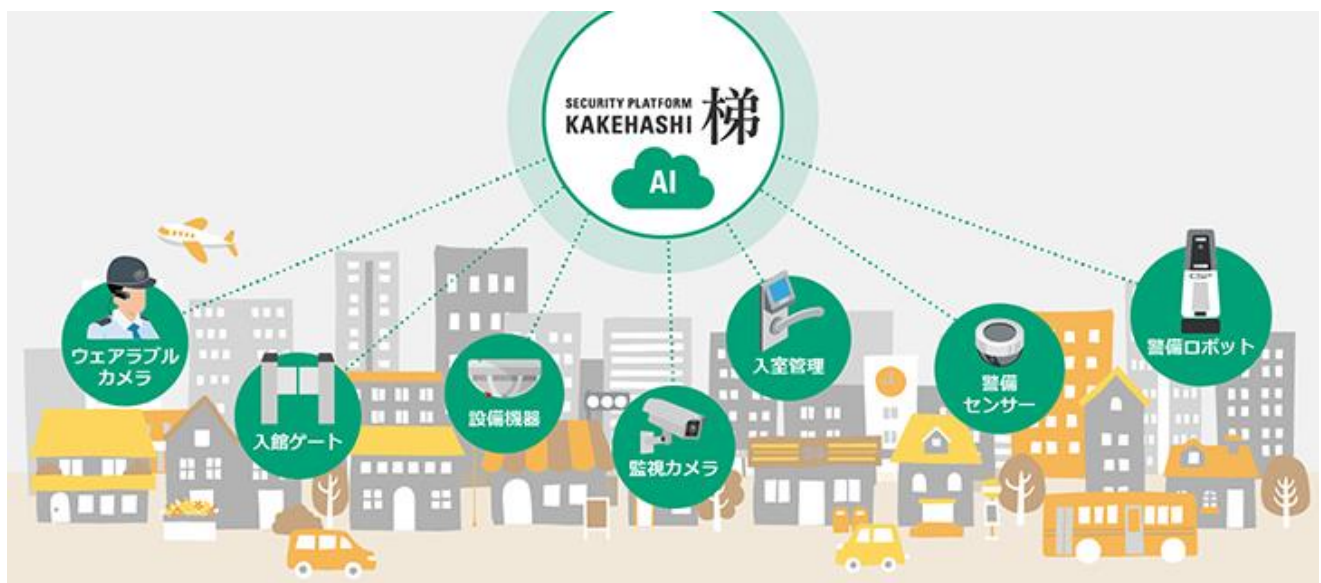 SECURITY PLATFORM
KAKEHASHI 梯
AI
ウェアラブル
カメラ
入館ゲート
設備機器
監視カメラ
入室管理
警備
センサー
警備ロボット
CSP